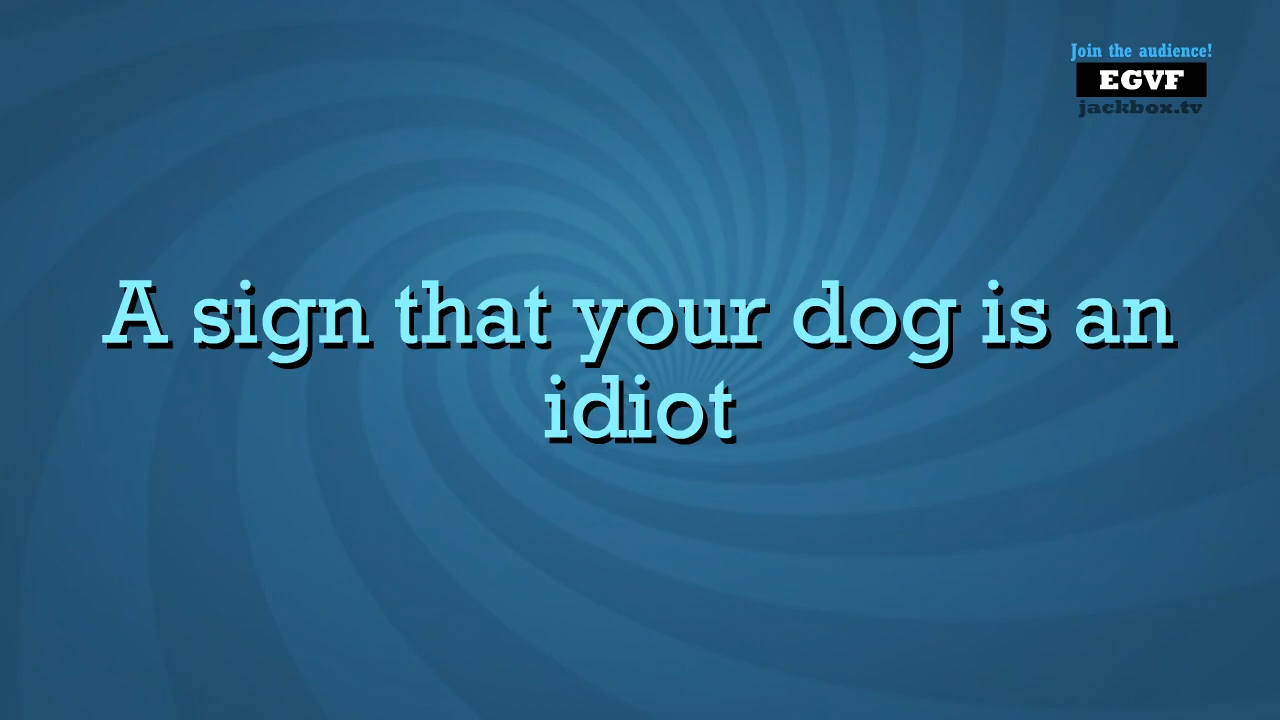 Join the audience!
EGVF
jackbox.tv
A sign that your dog is an
idiot